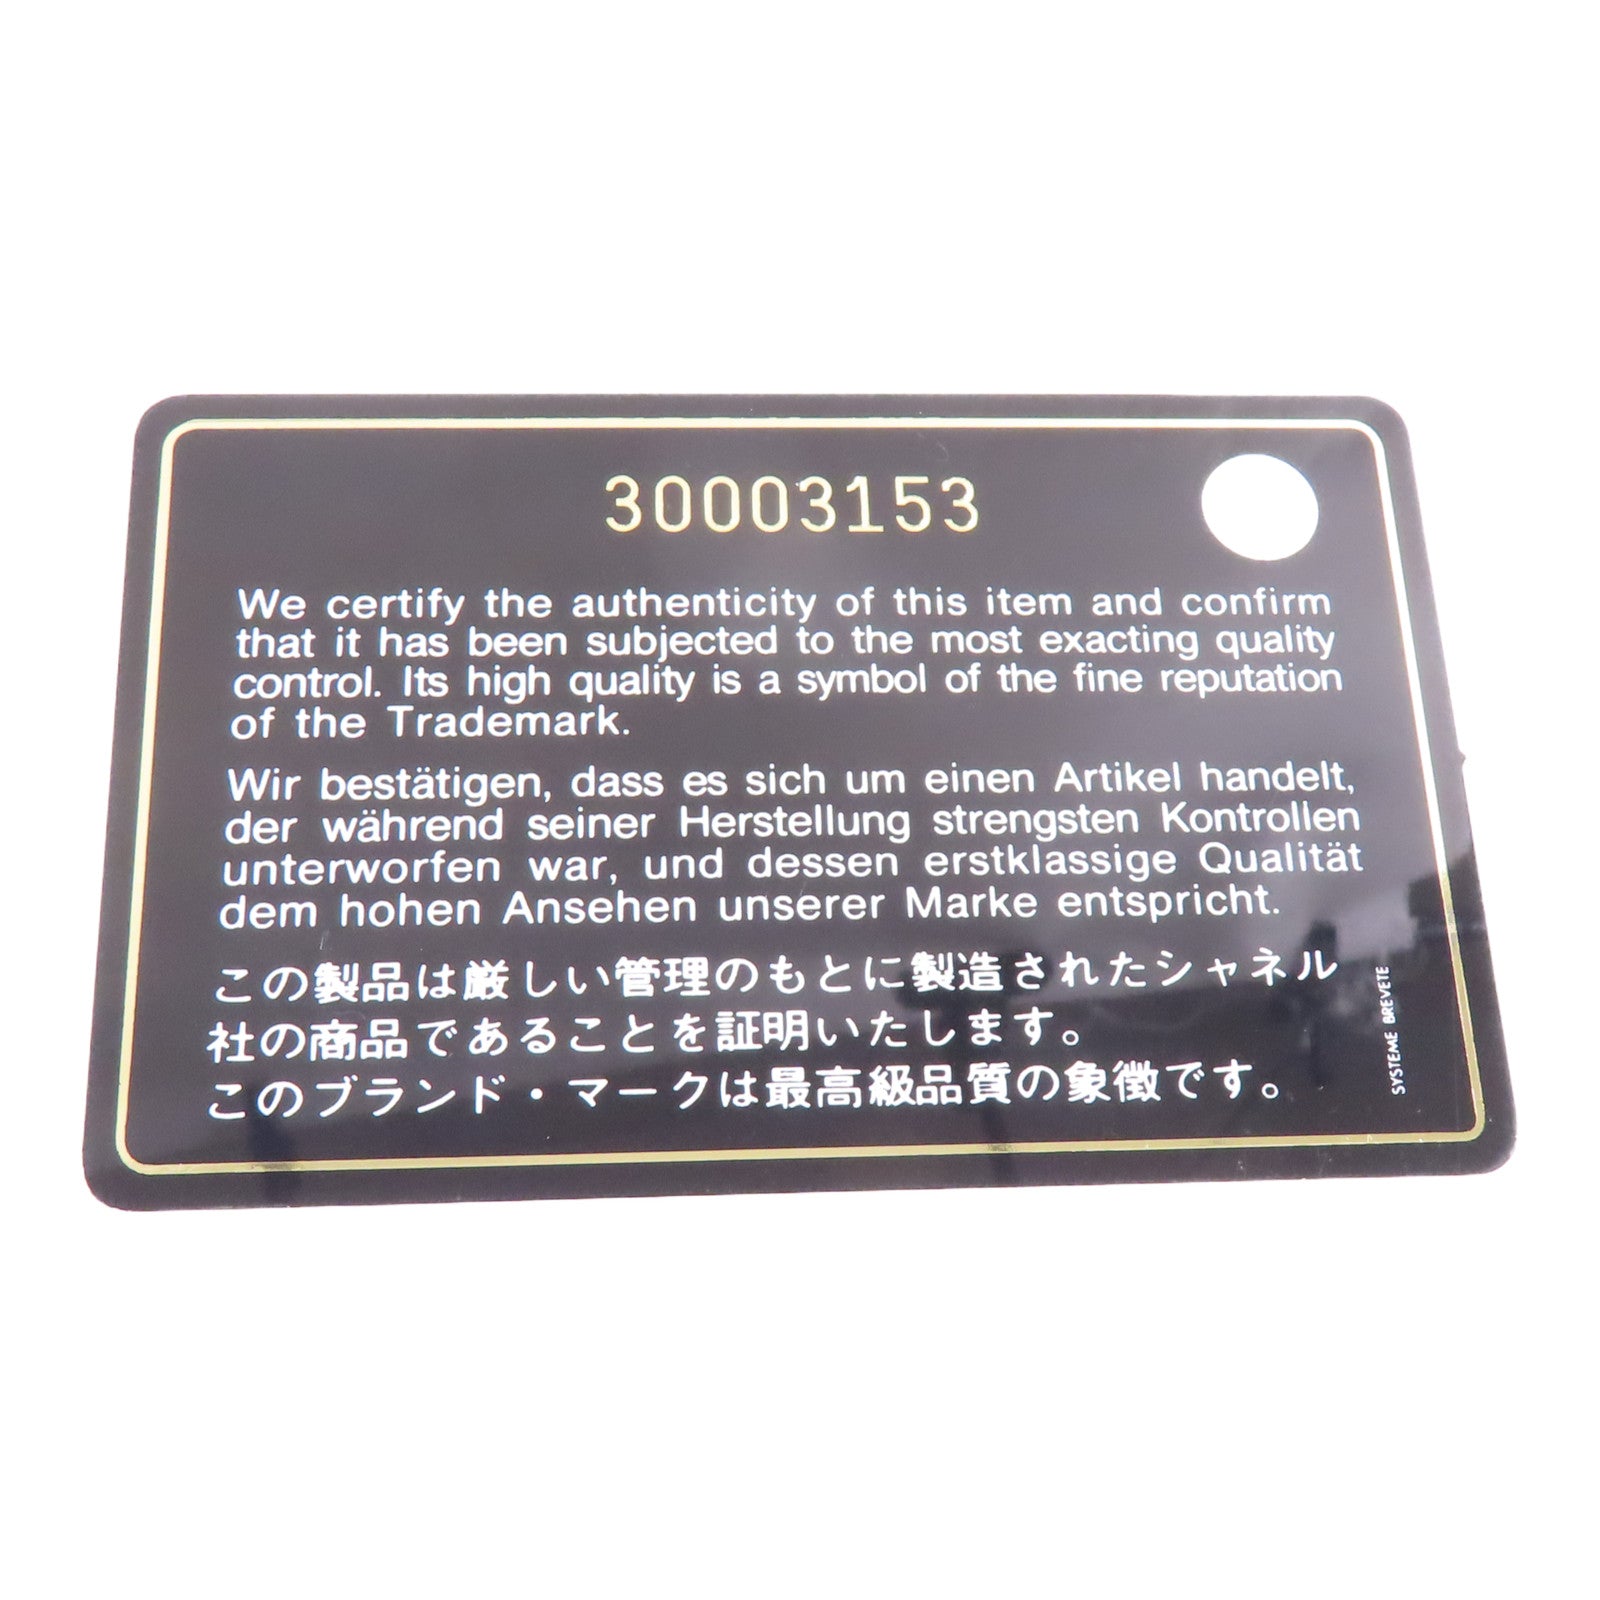 30003153
We certify the authenticity of this item and confirm
that it has been subjected to the most exacting quality
control. Its high quality is a symbol of the fine reputation
of the Trademark.
Wir bestätigen, dass es sich um einen Artikel handelt,
der während seiner Herstellung strengsten Kontrollen
unterworfen war, und dessen erstklassige Qualität
dem hohen Ansehen unserer Marke entspricht.
この製品は厳しい管理のもとに製造されたシャネル
社の商品であることを証明いたします。
このブランド・マークは最高級品質の象徴です。
SYSTEME BREVETE